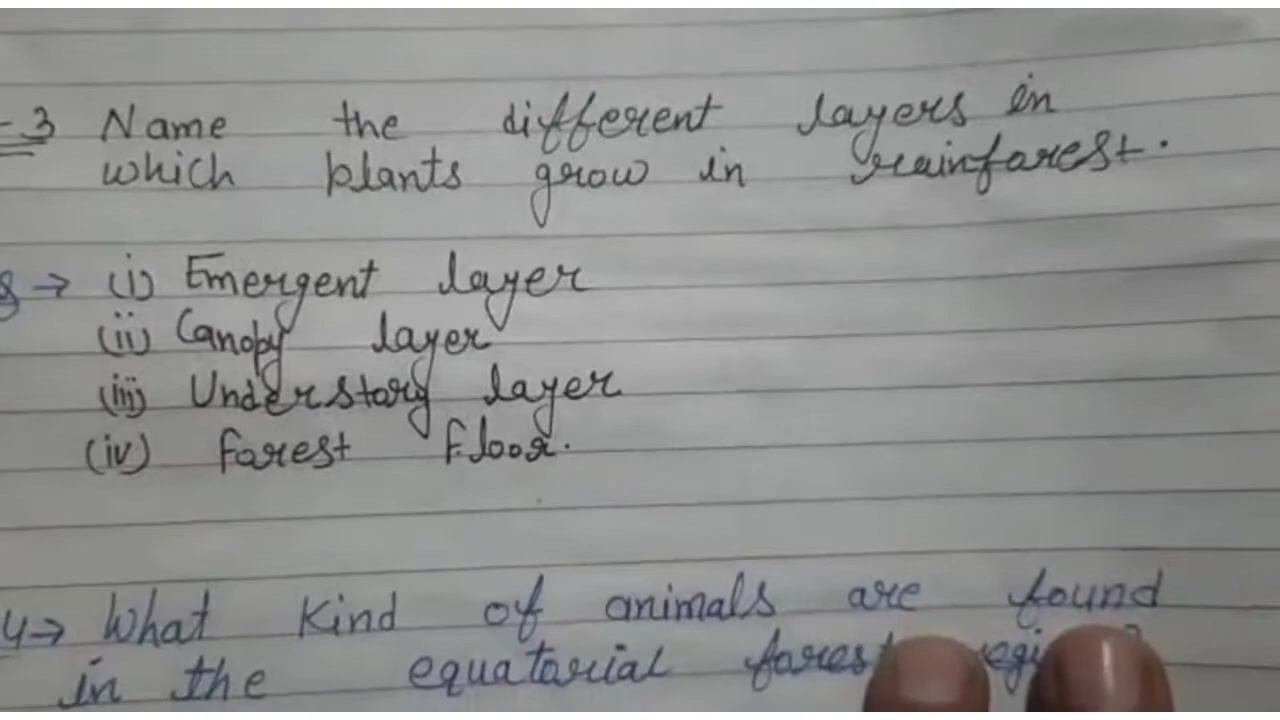 -3 Name the different layers in
which plants grow in rainforest.
→ (i) Emergent layer
(ii) Canopy layer
(iii) Understory layer
(iv) Forest Floor.
4→ What kind of animals are found
in the equatorial forest